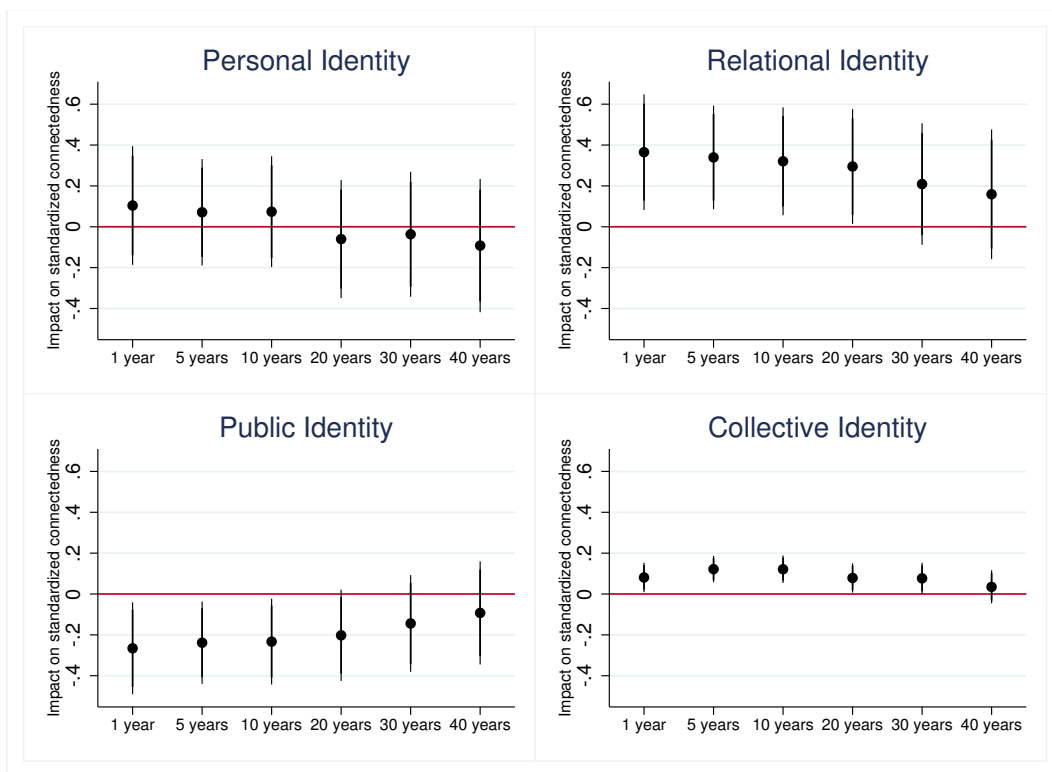 Personal Identity
Impact on standardized connectedness
.6
.4
.2
0
-.2
-.4
1 year 5 years 10 years 20 years 30 years 40 years
Relational Identity
Impact on standardized connectedness
.6
.4
.2
0
-.2
-.4
1 year 5 years 10 years 20 years 30 years 40 years
Public Identity
Impact on standardized connectedness
.6
.4
.2
0
-.2
-.4
1 year 5 years 10 years 20 years 30 years 40 years
Collective Identity
Impact on standardized connectedness
.6
.4
.2
0
-.2
-.4
1 year 5 years 10 years 20 years 30 years 40 years